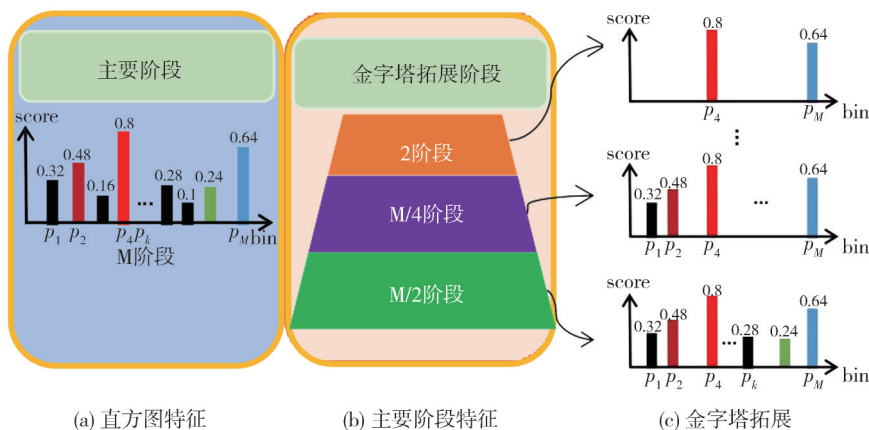 主要阶段
score
0.8
0.64
0.48
0.32
0.28
0.24
0.16
...
0.1
p1 p2 p4 pk pM bin
M阶段
金字塔拓展阶段
2阶段
M/4阶段
M/2阶段
score
0.8
0.64
p4 pM bin
...
score
0.8
0.64
0.48
0.32
...
p1 p2 p4 pM bin
score
0.8
0.64
0.48
0.32
0.28
0.24
...
p1 p2 p4 pk pM bin
(a) 直方图特征
(b) 主要阶段特征
(c) 金字塔拓展